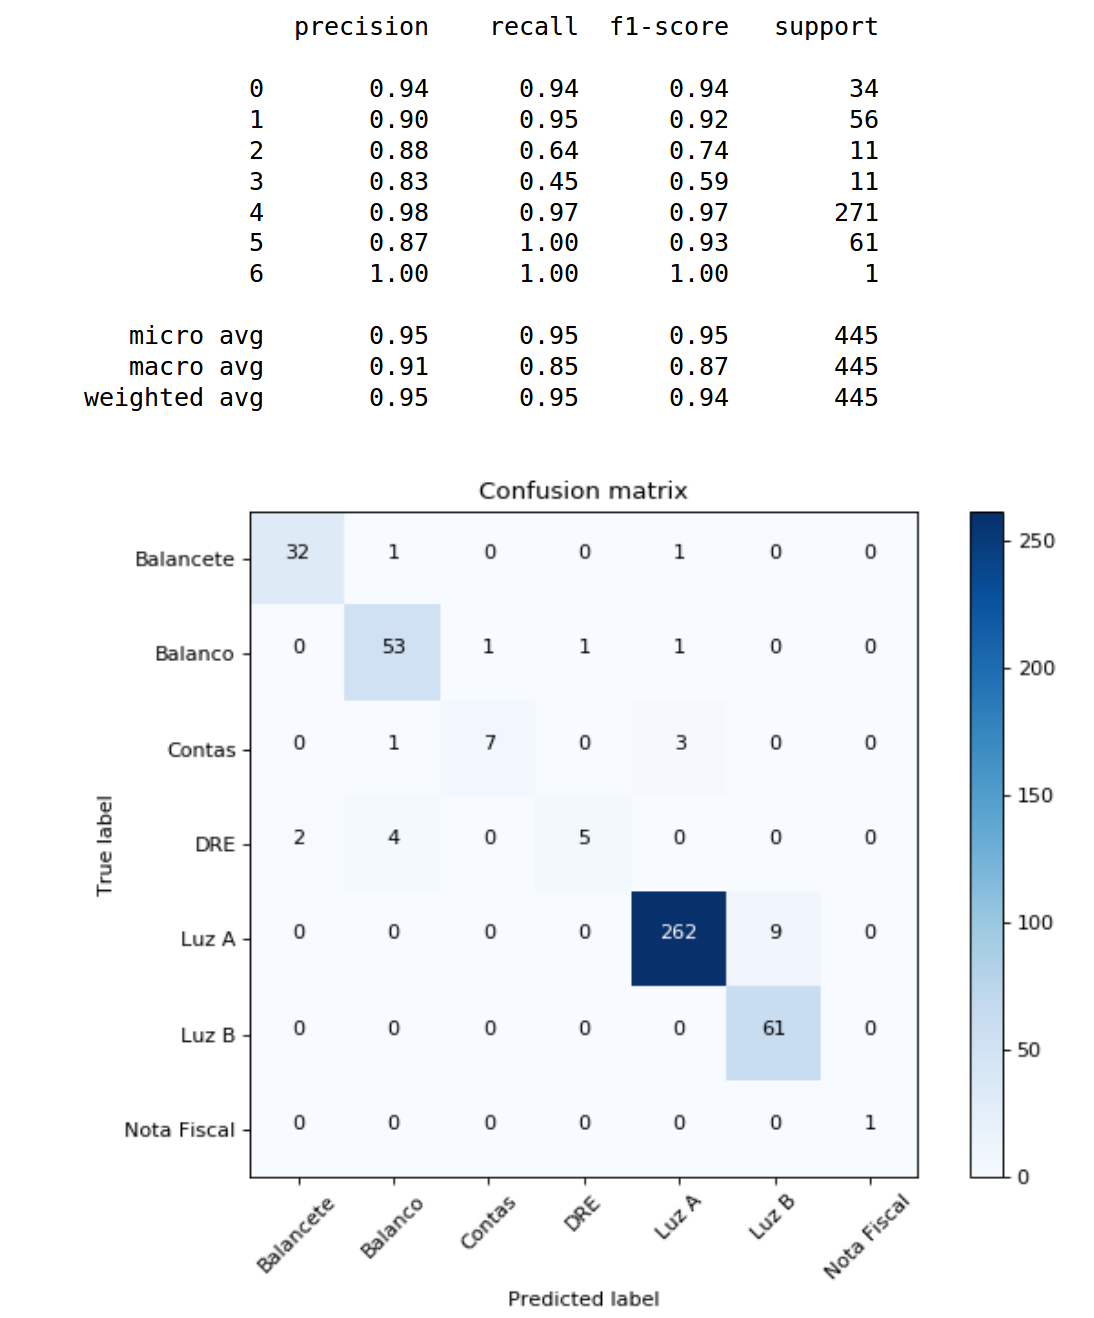 precision recall f1-score support
0 0.94 0.94 0.94 34
1 0.90 0.95 0.92 56
2 0.88 0.64 0.74 11
3 0.83 0.45 0.59 11
4 0.98 0.97 0.97 271
5 0.87 1.00 0.93 61
6 1.00 1.00 1.00 1
micro avg 0.95 0.95 0.95 445
macro avg 0.91 0.85 0.87 445
weighted avg 0.95 0.95 0.94 445
Confusion matrix
Balancete 32 1 0 0 1 0 0
Balanco 0 53 1 1 1 0 0
Contas 0 1 7 0 3 0 0
DRE 2 4 0 5 0 0 0
Luz A 0 0 0 0 262 9 0
Luz B 0 0 0 0 0 61 0
Nota Fiscal 0 0 0 0 0 0 1
True label
Balancete Balanco Contas DRE Luz A Luz B Nota Fiscal
Predicted label
250
200
150
100
50
0